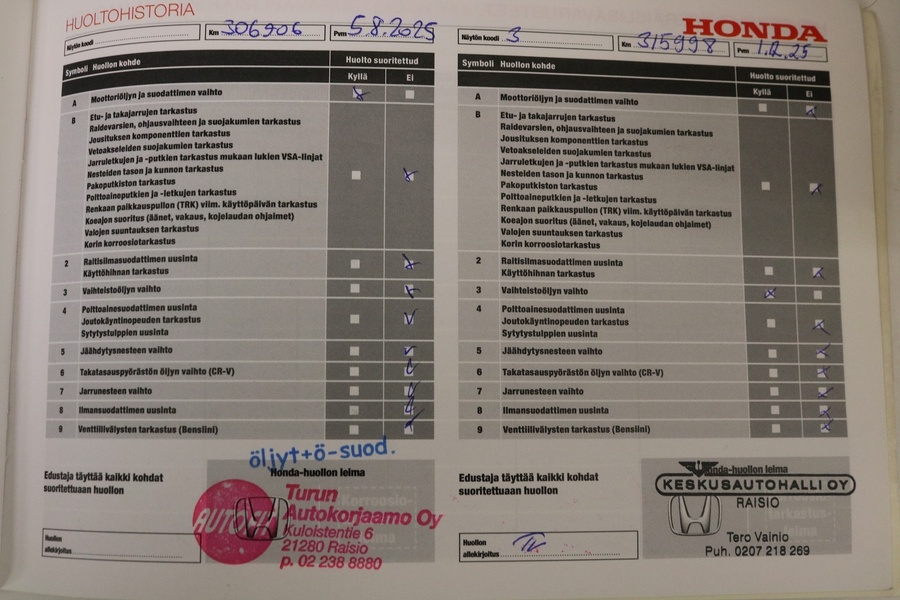 HUOLTOHISTORIA
Näytön koodi
Km 306906
Pvm 5.8.2025
Symboli Huollon kohde
Huolto suoritettu
Kyllä Ei
A Moottoriöljyn ja suodattimen vaihto
B Etu- ja takajarrujen tarkastus
Raidevarsien, ohjausvaihteen ja suojakumien tarkastus
Jousituksen komponenttien tarkastus
Vetoakseleiden suojakumien tarkastus
Jarruletkujen ja -putkien tarkastus mukaan lukien VSA-linjat
Nesteiden tason ja kunnon tarkastus
Pakoputkiston tarkastus
Polttoaineputkien ja -letkujen tarkastus
Renkaan paikkauspullon (TRK) viim. käyttöpäivän tarkastus
Koeajon suoritus (äänet, vakaus, kojelaudan ohjaimet)
Valojen suuntauksen tarkastus
Korin korroosiotarkastus
2 Raitisilmasuodattimen uusinta
Käyttöhihnan tarkastus
3 Vaihteistoöljyn vaihto
4 Polttoainesuodattimen uusinta
Joutokäyntinopeuden tarkastus
Sytytystulppien uusinta
5 Jäähdytysnesteen vaihto
6 Takatasauspyörästön öljyn vaihto (CR-V)
7 Jarrunesteen vaihto
8 Ilmansuodattimen uusinta
9 Venttiilivälysten tarkastus (Bensiini)
öljyt+ö-suod.
Edustaja täyttää kaikki kohdat
suoritettuaan huollon
Honda-huollon leima
Korroosio-
Turun
Autokorjaamo Oy
Kuloistentie 6
21280 Raisio
p. 02 238 8880
Huollon
allekirjoitus
HONDA
Näytön koodi 3
Km 315998
Pvm 1.12.25
Symboli Huollon kohde
Huolto suoritettu
Kyllä Ei
A Moottoriöljyn ja suodattimen vaihto
B Etu- ja takajarrujen tarkastus
Raidevarsien, ohjausvaihteen ja suojakumien tarkastus
Jousituksen komponenttien tarkastus
Vetoakseleiden suojakumien tarkastus
Jarruletkujen ja -putkien tarkastus mukaan lukien VSA-linjat
Nesteiden tason ja kunnon tarkastus
Pakoputkiston tarkastus
Polttoaineputkien ja -letkujen tarkastus
Renkaan paikkauspullon (TRK) viim. käyttöpäivän tarkastus
Koeajon suoritus (äänet, vakaus, kojelaudan ohjaimet)
Valojen suuntauksen tarkastus
Korin korroosiotarkastus
2 Raitisilmasuodattimen uusinta
Käyttöhihnan tarkastus
3 Vaihteistoöljyn vaihto
4 Polttoainesuodattimen uusinta
Joutokäyntinopeuden tarkastus
Sytytystulppien uusinta
5 Jäähdytysnesteen vaihto
6 Takatasauspyörästön öljyn vaihto (CR-V)
7 Jarrunesteen vaihto
8 Ilmansuodattimen uusinta
9 Venttiilivälysten tarkastus (Bensiini)
Edustaja täyttää kaikki kohdat
suoritettuaan huollon
Honda-huollon leima
KESKUSAUTOHALLI OY
RAISIO
Tero Vainio
Puh. 0207 218 269
Huollon
allekirjoitus